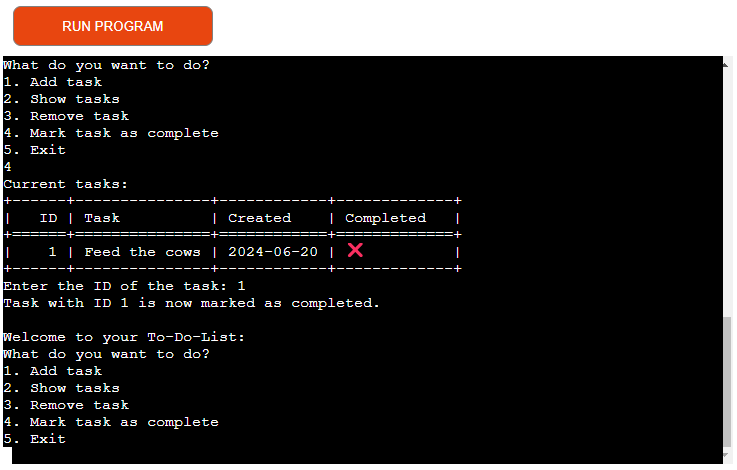 RUN PROGRAM
What do you want to do?
1. Add task
2. Show tasks
3. Remove task
4. Mark task as complete
5. Exit
4
Current tasks:
+------+---------------+------------+-------------+
|   ID | Task          | Created    | Completed   |
+======+===============+============+=============+
|    1 | Feed the cows | 2024-06-20 | ❌          |
+------+---------------+------------+-------------+
Enter the ID of the task: 1
Task with ID 1 is now marked as completed.
Welcome to your To-Do-List:
What do you want to do?
1. Add task
2. Show tasks
3. Remove task
4. Mark task as complete
5. Exit